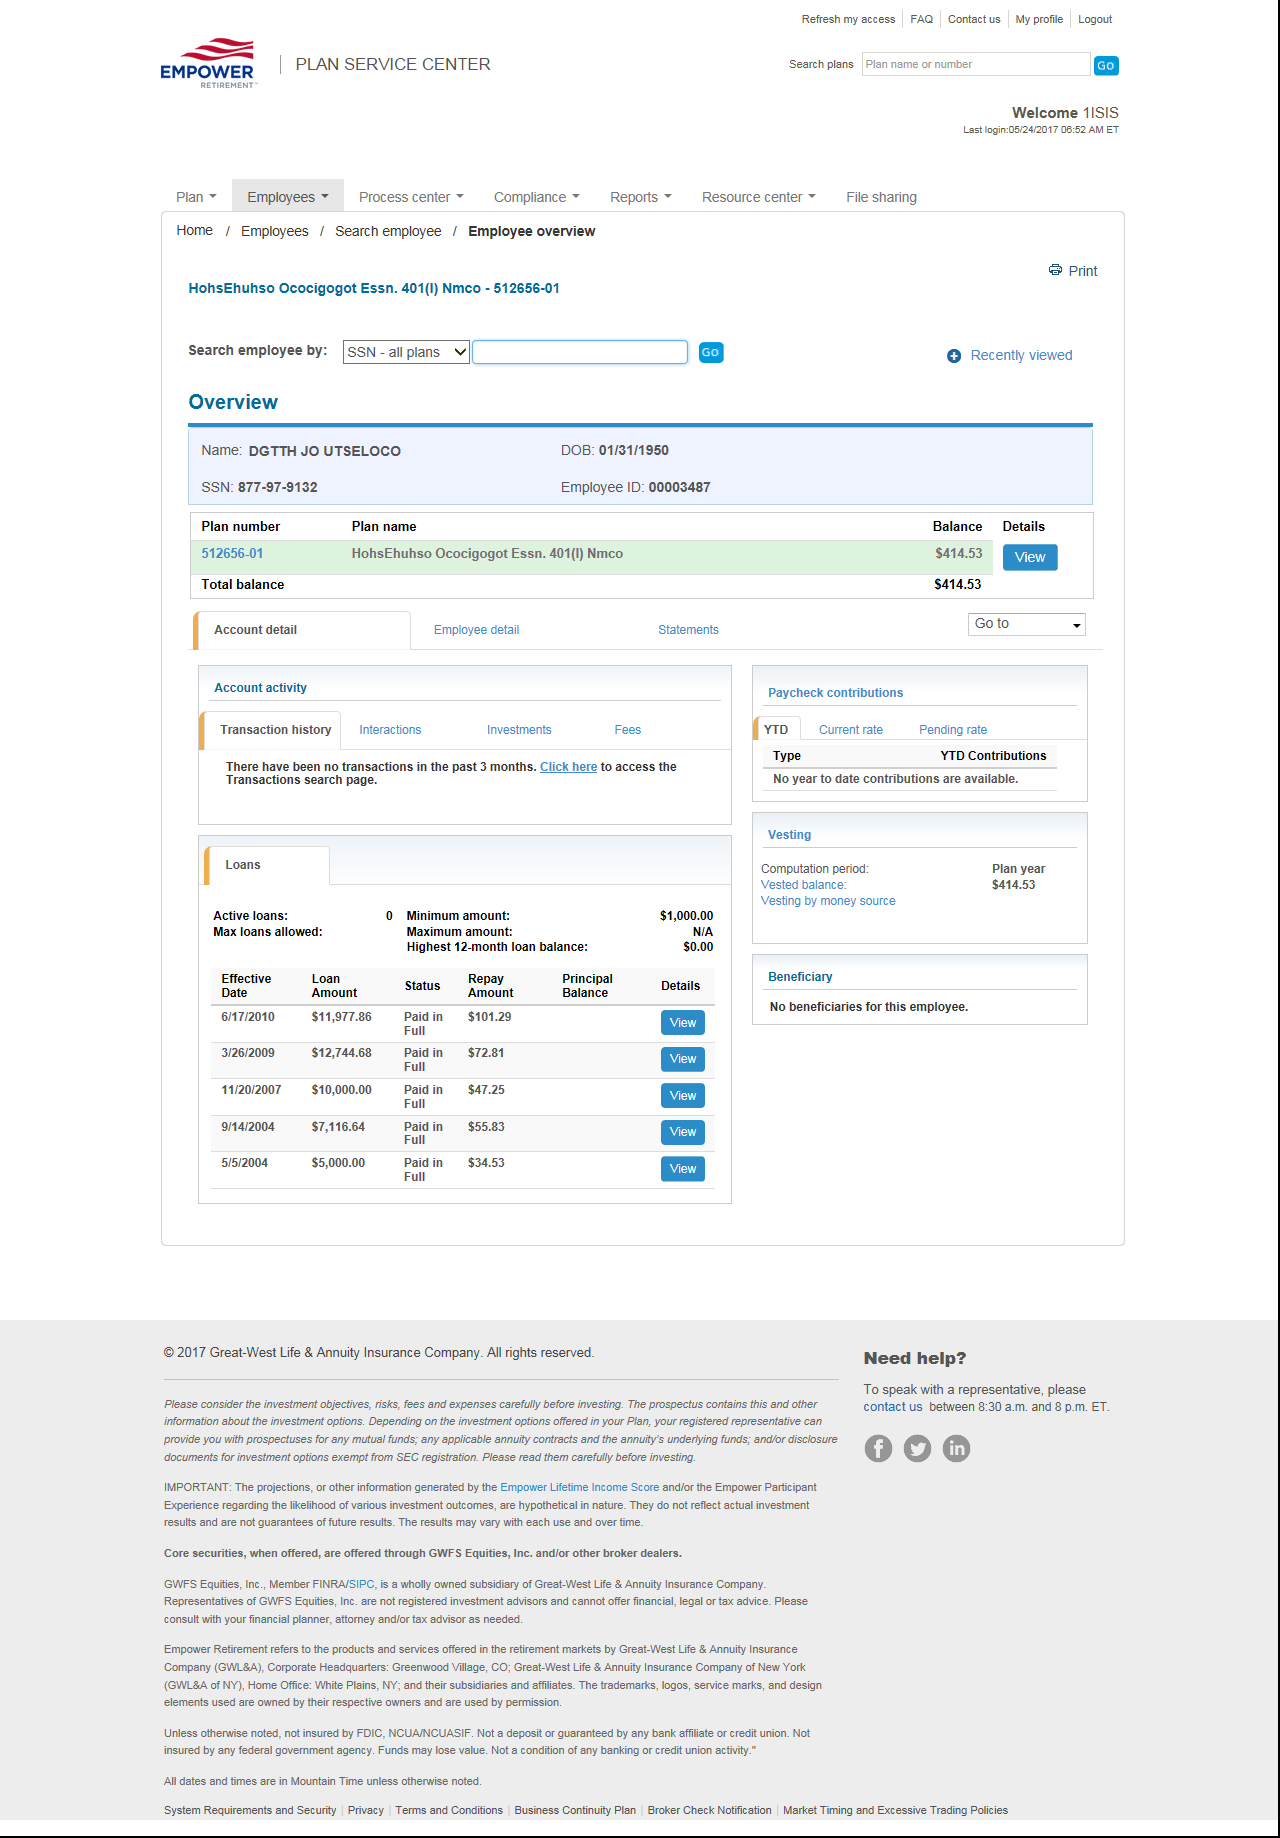 Refresh my access | FAQ | Contact us | My profile | Logout
EMPOWER
RETIREMENT™
PLAN SERVICE CENTER
Search plans Plan name or number Go
Welcome 1ISIS
Last login:05/24/2017 06:52 AM ET
Plan Employees Process center Compliance Reports Resource center File sharing
Home / Employees / Search employee / Employee overview
Print
HohsEhuhso Ococigogot Essn. 401(I) Nmco - 512656-01
Search employee by: SSN - all plans Go
Recently viewed
Overview
Name: DGTTH JO UTSELOCO DOB: 01/31/1950
SSN: 877-97-9132 Employee ID: 00003487
Plan number Plan name Balance Details
512656-01 HohsEhuhso Ococigogot Essn. 401(I) Nmco $414.53 View
Total balance $414.53
Account detail Employee detail Statements Go to
Account activity
Transaction history Interactions Investments Fees
There have been no transactions in the past 3 months. Click here to access the
Transactions search page.
Paycheck contributions
YTD Current rate Pending rate
Type YTD Contributions
No year to date contributions are available.
Vesting
Computation period: Plan year
Vested balance: $414.53
Vesting by money source
Beneficiary
No beneficiaries for this employee.
Loans
Active loans: 0 Minimum amount: $1,000.00
Max loans allowed: Maximum amount: N/A
Highest 12-month loan balance: $0.00
Effective Date Loan Amount Status Repay Amount Principal Balance Details
6/17/2010 $11,977.86 Paid in Full $101.29 View
3/26/2009 $12,744.68 Paid in Full $72.81 View
11/20/2007 $10,000.00 Paid in Full $47.25 View
9/14/2004 $7,116.64 Paid in Full $55.83 View
5/5/2004 $5,000.00 Paid in Full $34.53 View
© 2017 Great-West Life & Annuity Insurance Company. All rights reserved.
Please consider the investment objectives, risks, fees and expenses carefully before investing. The prospectus contains this and other
information about the investment options. Depending on the investment options offered in your Plan, your registered representative can
provide you with prospectuses for any mutual funds; any applicable annuity contracts and the annuity's underlying funds; and/or disclosure
documents for investment options exempt from SEC registration. Please read them carefully before investing.
IMPORTANT: The projections, or other information generated by the Empower Lifetime Income Score and/or the Empower Participant
Experience regarding the likelihood of various investment outcomes, are hypothetical in nature. They do not reflect actual investment
results and are not guarantees of future results. The results may vary with each use and over time.
Core securities, when offered, are offered through GWFS Equities, Inc. and/or other broker dealers.
GWFS Equities, Inc., Member FINRA/SIPC, is a wholly owned subsidiary of Great-West Life & Annuity Insurance Company.
Representatives of GWFS Equities, Inc. are not registered investment advisors and cannot offer financial, legal or tax advice. Please
consult with your financial planner, attorney and/or tax advisor as needed.
Empower Retirement refers to the products and services offered in the retirement markets by Great-West Life & Annuity Insurance
Company (GWL&A), Corporate Headquarters: Greenwood Village, CO; Great-West Life & Annuity Insurance Company of New York
(GWL&A of NY), Home Office: White Plains, NY; and their subsidiaries and affiliates. The trademarks, logos, service marks, and design
elements used are owned by their respective owners and are used by permission.
Unless otherwise noted, not insured by FDIC, NCUA/NCUASIF. Not a deposit or guaranteed by any bank affiliate or credit union. Not
insured by any federal government agency. Funds may lose value. Not a condition of any banking or credit union activity."
All dates and times are in Mountain Time unless otherwise noted.
System Requirements and Security | Privacy | Terms and Conditions | Business Continuity Plan | Broker Check Notification | Market Timing and Excessive Trading Policies
Need help?
To speak with a representative, please
contact us between 8:30 a.m. and 8 p.m. ET.